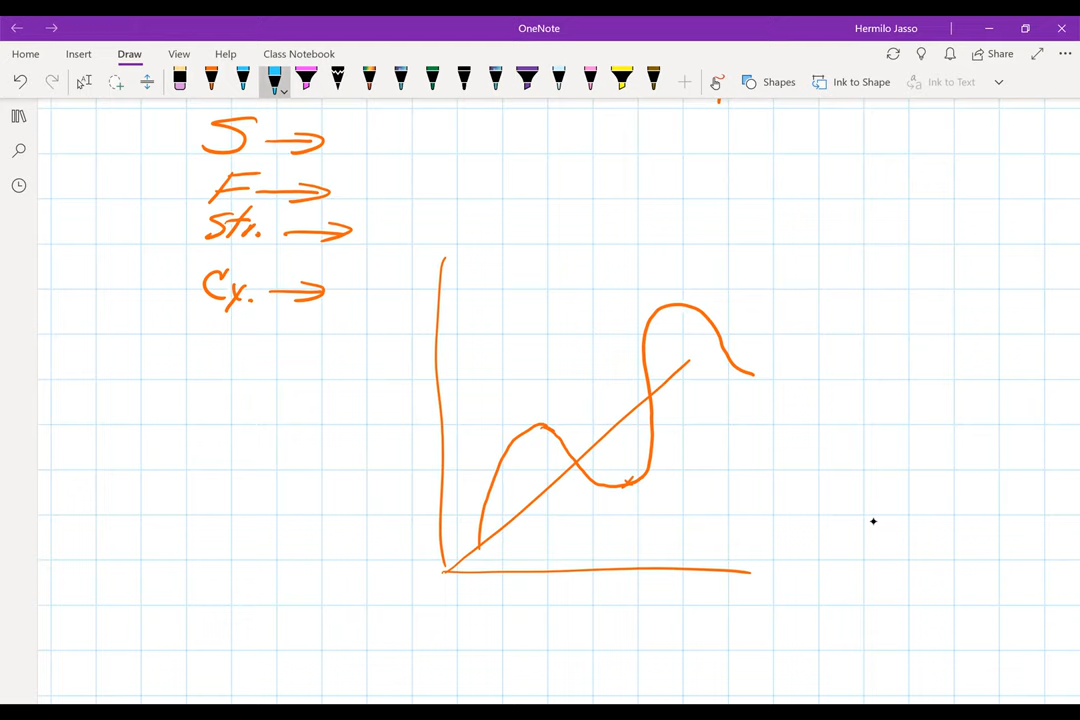 OneNote
Hermilo Jasso
Home Insert Draw View Help Class Notebook
Share
Shapes Ink to Shape Ink to Text
S →
F →
Str. →
Cx. →